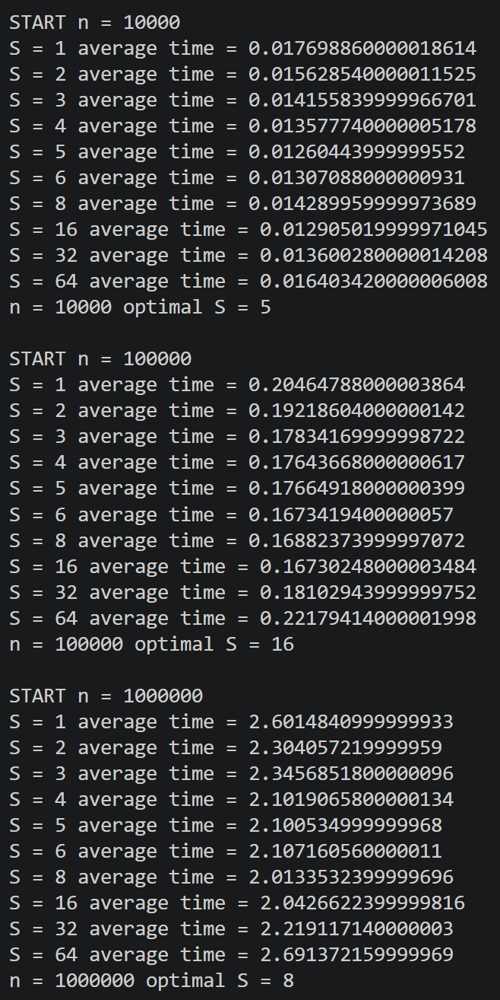 START n = 10000
S = 1 average time = 0.017698860000018614
S = 2 average time = 0.015628540000011525
S = 3 average time = 0.014155839999966701
S = 4 average time = 0.013577740000005178
S = 5 average time = 0.01260443999999552
S = 6 average time = 0.01307088000000931
S = 8 average time = 0.014289959999973689
S = 16 average time = 0.012905019999971045
S = 32 average time = 0.013600280000014208
S = 64 average time = 0.016403420000006008
n = 10000 optimal S = 5

START n = 100000
S = 1 average time = 0.20464788000003864
S = 2 average time = 0.19218604000000142
S = 3 average time = 0.17834169999998722
S = 4 average time = 0.17643668000000617
S = 5 average time = 0.17664918000000399
S = 6 average time = 0.1673419400000057
S = 8 average time = 0.16882373999997072
S = 16 average time = 0.16730248000003484
S = 32 average time = 0.18102943999999752
S = 64 average time = 0.22179414000001998
n = 100000 optimal S = 16

START n = 1000000
S = 1 average time = 2.6014840999999933
S = 2 average time = 2.304057219999959
S = 3 average time = 2.3456851800000096
S = 4 average time = 2.1019065800000134
S = 5 average time = 2.100534999999968
S = 6 average time = 2.107160560000011
S = 8 average time = 2.0133532399999696
S = 16 average time = 2.0426622399999816
S = 32 average time = 2.219117140000003
S = 64 average time = 2.691372159999969
n = 1000000 optimal S = 8